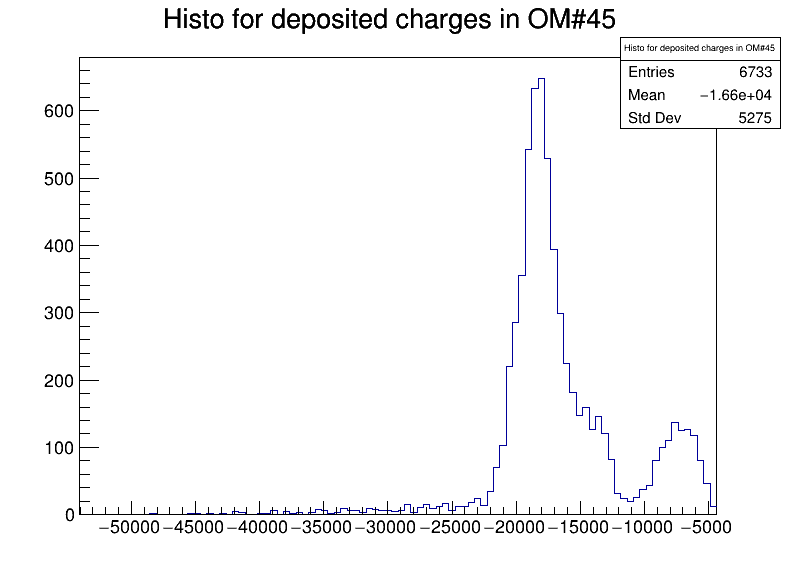 Histo for deposited charges in OM#45
Histo for deposited charges in OM#45
Entries 6733
Mean −1.66e+04
Std Dev 5275
600
500
400
300
200
100
0
−50000 −45000 −40000 −35000 −30000 −25000 −20000 −15000 −10000 −5000